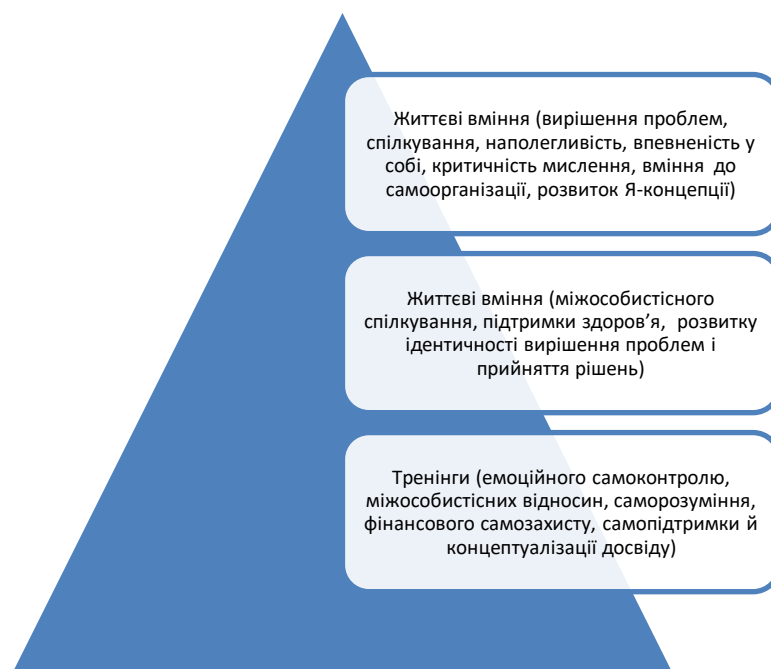 Життєві вміння (вирішення проблем,
спілкування, наполегливість, впевненість у
собі, критичність мислення, вміння до
самоорганізації, розвиток Я-концепції)
Життєві вміння (міжособистісного
спілкування, підтримки здоров’я, розвитку
ідентичності вирішення проблем і
прийняття рішень)
Тренінги (емоційного самоконтролю,
міжособистісних відносин, саморозуміння,
фінансового самозахисту, самопідтримки й
концептуалізації досвіду)